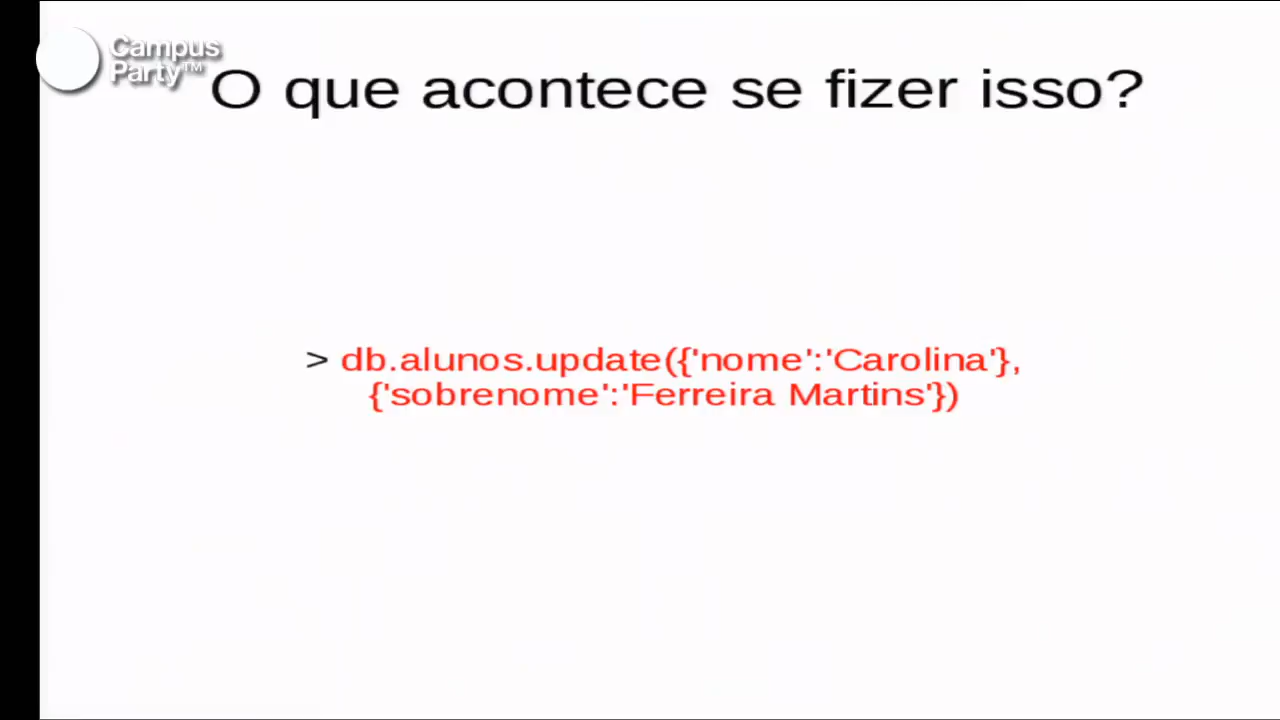 Campus
Party™
O que acontece se fizer isso?
> db.alunos.update({'nome':'Carolina'},
{'sobrenome':'Ferreira Martins'})